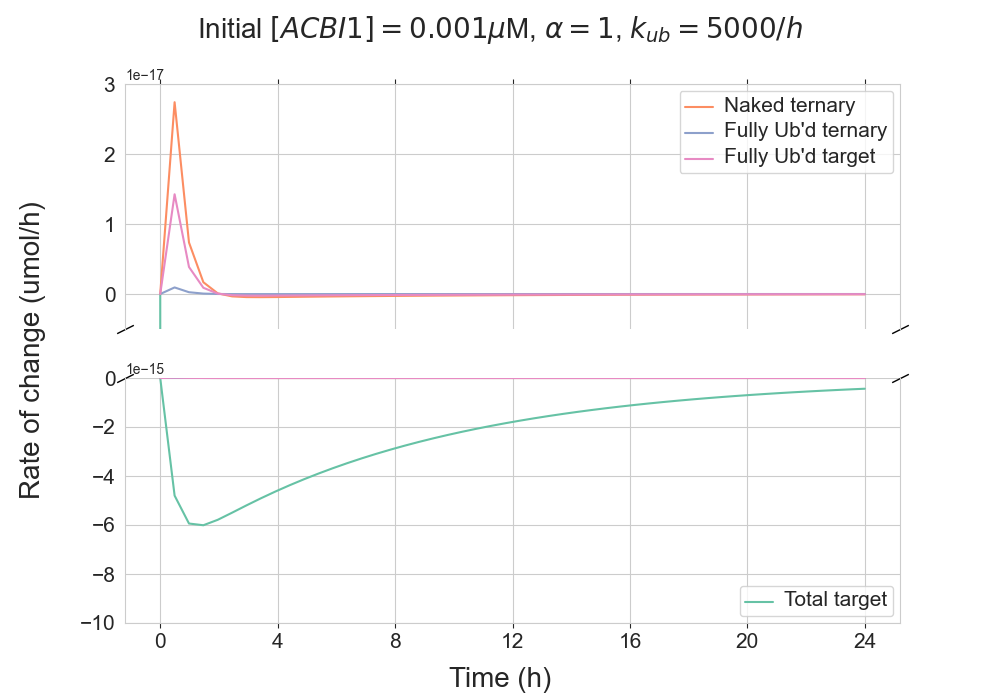 Initial [ACBI1] = 0.001μM, α = 1, k_ub = 5000/h
1e−17
3
2
1
0
Naked ternary
Fully Ub'd ternary
Fully Ub'd target
Rate of change (umol/h)
1e−15
0
−2
−4
−6
−8
−10
Total target
0 4 8 12 16 20 24
Time (h)